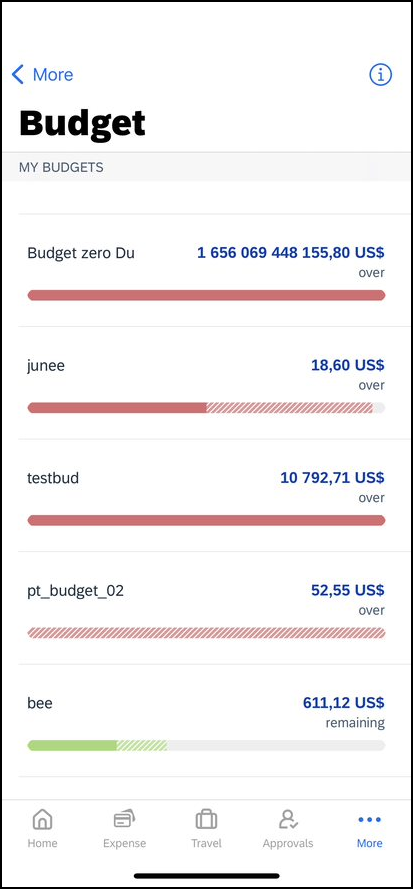 More
Budget
MY BUDGETS
Budget zero Du 1 656 069 448 155,80 US$
over
junee 18,60 US$
over
testbud 10 792,71 US$
over
pt_budget_02 52,55 US$
over
bee 611,12 US$
remaining
Home Expense Travel Approvals More